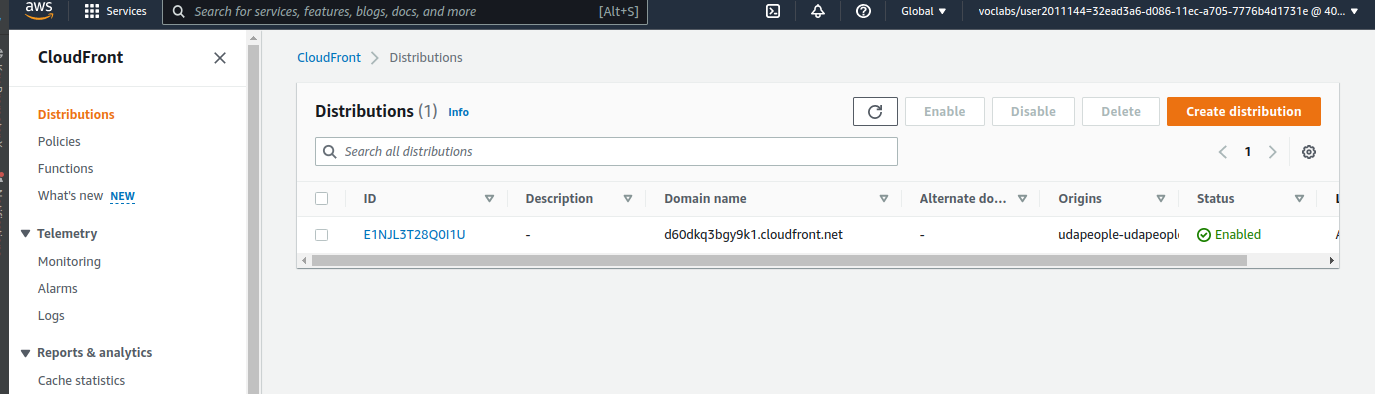 aws
Services
Search for services, features, blogs, docs, and more
[Alt+S]
Global
voclabs/user2011144=32ead3a6-d086-11ec-a705-7776b4d1731e @ 40...
CloudFront
Distributions
Policies
Functions
What's new NEW
Telemetry
Monitoring
Alarms
Logs
Reports & analytics
Cache statistics
CloudFront
Distributions
Distributions (1) Info
Enable
Disable
Delete
Create distribution
Search all distributions
1
ID
Description
Domain name
Alternate do...
Origins
Status
E1NJL3T28Q0I1U
-
d60dkq3bgy9k1.cloudfront.net
-
udapeople-udapeopl
Enabled